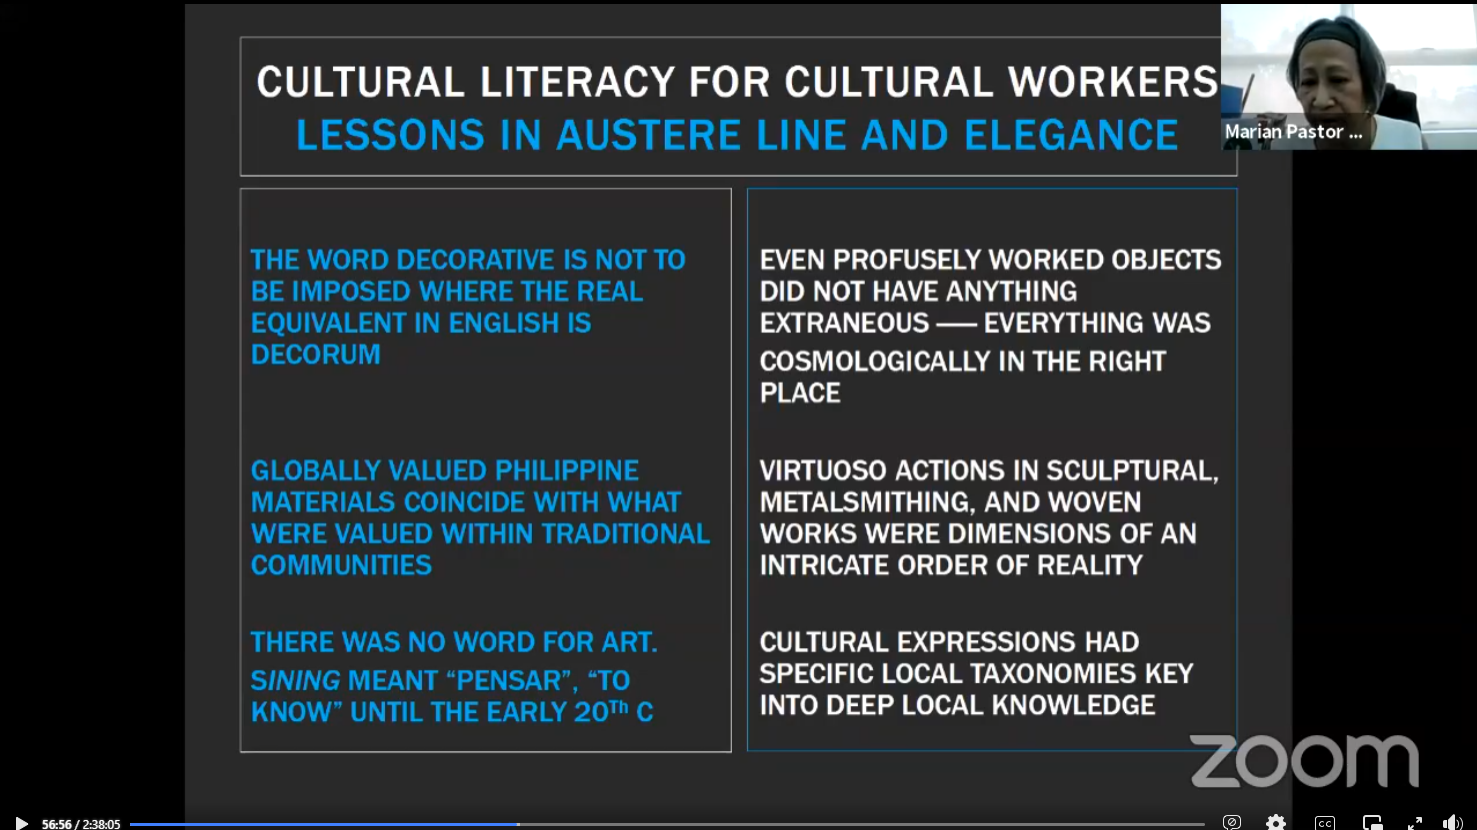 CULTURAL LITERACY FOR CULTURAL WORKERS
LESSONS IN AUSTERE LINE AND ELEGANCE
Marian Pastor ...
THE WORD DECORATIVE IS NOT TO
BE IMPOSED WHERE THE REAL
EQUIVALENT IN ENGLISH IS
DECORUM
GLOBALLY VALUED PHILIPPINE
MATERIALS COINCIDE WITH WHAT
WERE VALUED WITHIN TRADITIONAL
COMMUNITIES
THERE WAS NO WORD FOR ART.
SINING MEANT “PENSAR”, “TO
KNOW” UNTIL THE EARLY 20Th C
EVEN PROFUSELY WORKED OBJECTS
DID NOT HAVE ANYTHING
EXTRANEOUS —– EVERYTHING WAS
COSMOLOGICALLY IN THE RIGHT
PLACE
VIRTUOSO ACTIONS IN SCULPTURAL,
METALSMITHING, AND WOVEN
WORKS WERE DIMENSIONS OF AN
INTRICATE ORDER OF REALITY
CULTURAL EXPRESSIONS HAD
SPECIFIC LOCAL TAXONOMIES KEY
INTO DEEP LOCAL KNOWLEDGE
zoom
56:56 / 2:38:05
CC